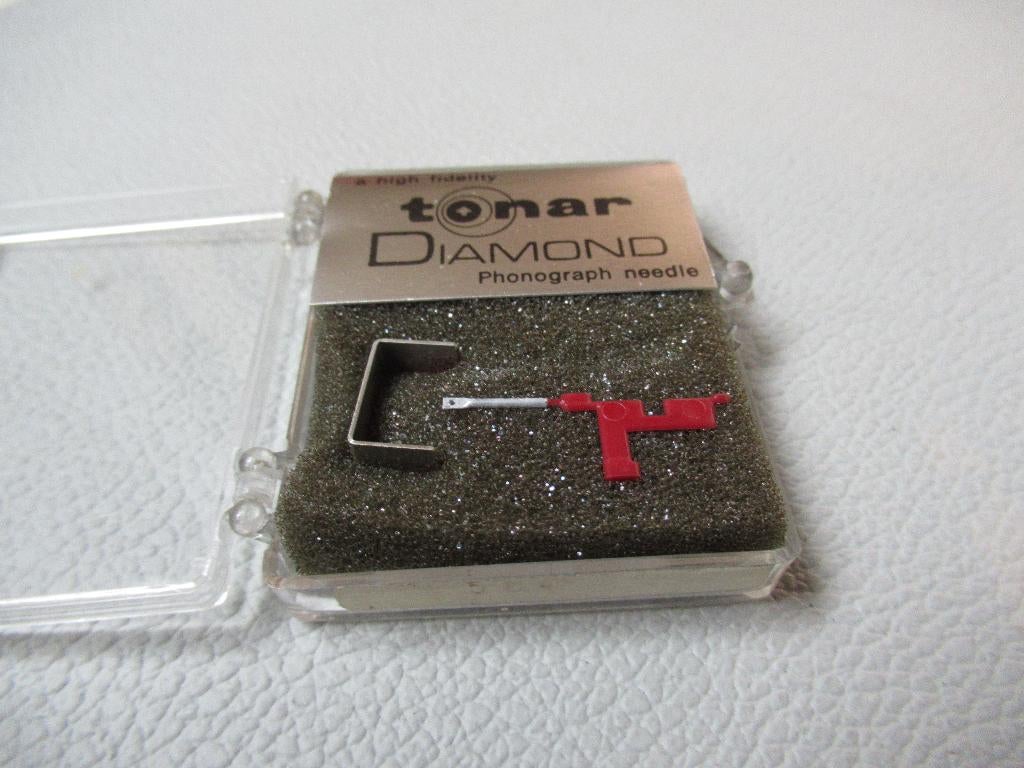 a high fidelity
tonar
DIAMOND
Phonograph needle